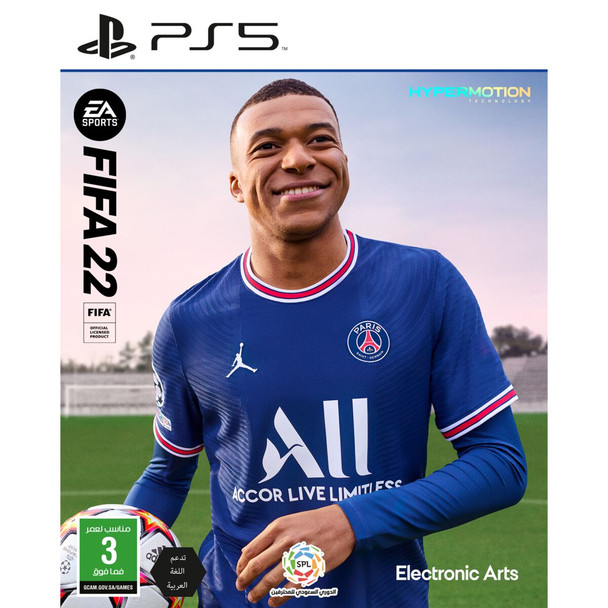 PS5
HYPERMOTION
TECHNOLOGY
EA
SPORTS
FIFA 22
FIFA
OFFICIAL
LICENSED
PRODUCT
PARIS
SAINT-GERMAIN
All
ACCOR LIVE LIMITLESS
adidas
مناسب لعمر
3
فما فوق
GCAM.GOV.SA/GAMES
تدعم
اللغة
العربية
SPL
الدوري السعودي للمحترفين
Electronic Arts